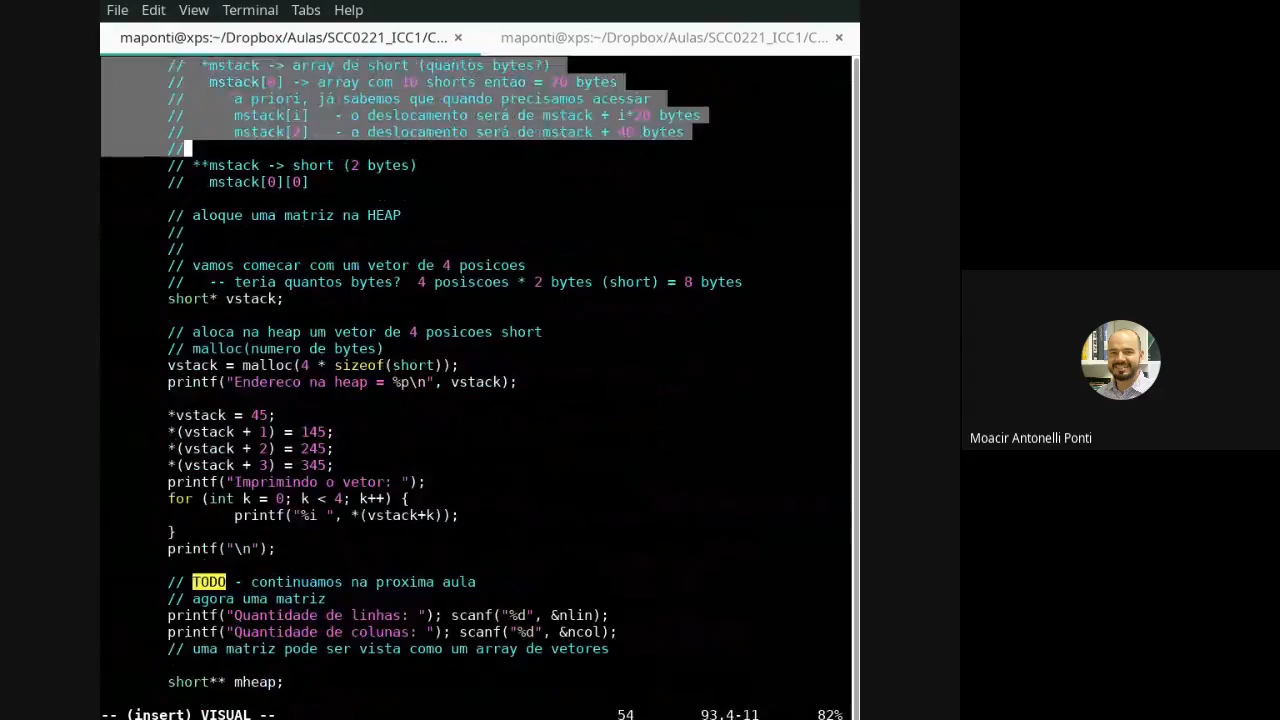 File Edit View Terminal Tabs Help
maponti@xps:~/Dropbox/Aulas/SCC0221_ICC1/C... × maponti@xps:~/Dropbox/Aulas/SCC0221_ICC1/C... ×
// *mstack -> array de short (quantos bytes?)
// mstack[0] -> array com 10 shorts entao = 20 bytes
// a priori, já sabemos que quando precisamos acessar
// mstack[i] - o deslocamento será de mstack + i*20 bytes
// mstack[2] - o deslocamento será de mstack + 40 bytes
//
// **mstack -> short (2 bytes)
// mstack[0][0]
// aloque uma matriz na HEAP
//
//
// vamos comecar com um vetor de 4 posicoes
// -- teria quantos bytes? 4 posiscoes * 2 bytes (short) = 8 bytes
short* vstack;
// aloca na heap um vetor de 4 posicoes short
// malloc(numero de bytes)
vstack = malloc(4 * sizeof(short));
printf("Endereco na heap = %p\n", vstack);
*vstack = 45;
*(vstack + 1) = 145;
*(vstack + 2) = 245;
*(vstack + 3) = 345;
printf("Imprimindo o vetor: ");
for (int k = 0; k < 4; k++) {
printf("%i ", *(vstack+k));
}
printf("\n");
// TODO - continuamos na proxima aula
// agora uma matriz
printf("Quantidade de linhas: "); scanf("%d", &nlin);
printf("Quantidade de colunas: "); scanf("%d", &ncol);
// uma matriz pode ser vista como um array de vetores
short** mheap;
-- (insert) VISUAL -- 54 93,4-11 82%
Moacir Antonelli Ponti